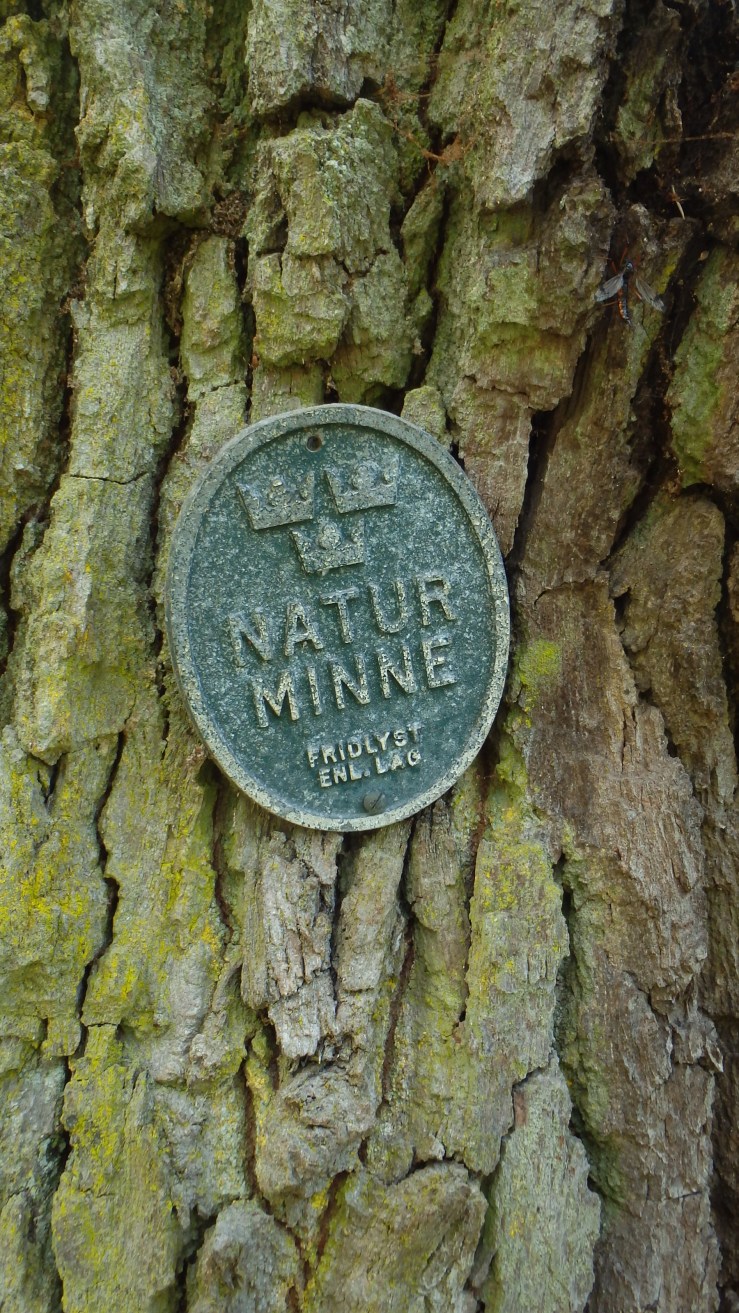 NATUR
MINNE
FRIDLYST
ENL. LAG